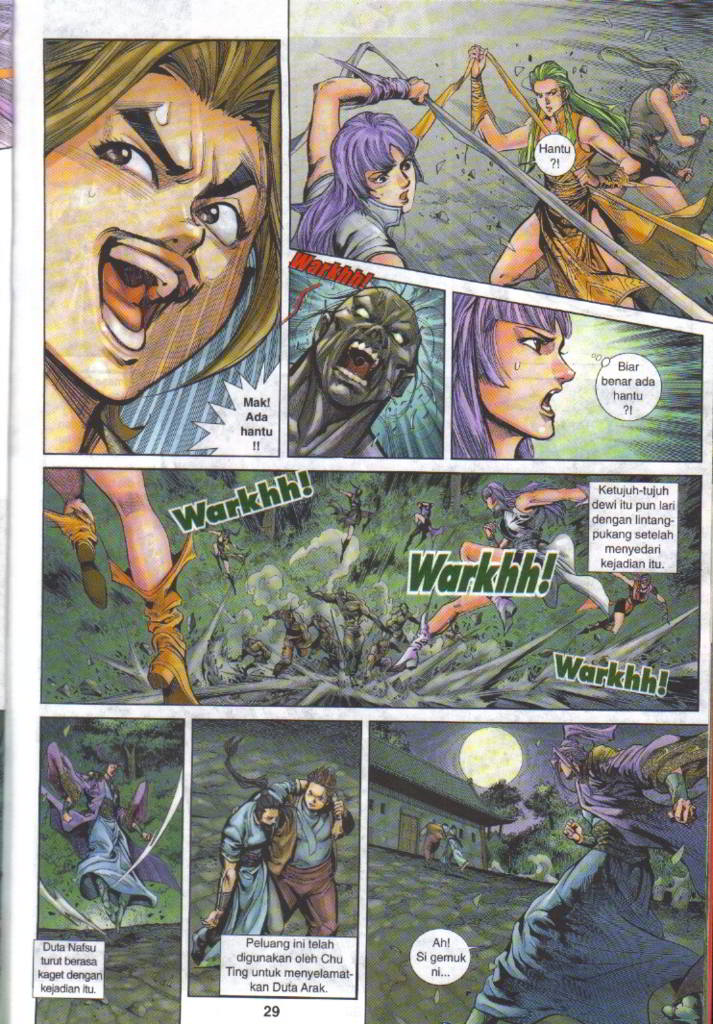 Mak!
Ada
hantu
!!
Hantu
?!
Warkhh!
Biar
benar ada
hantu
?!
Warkhh!
Warkhh!
Warkhh!
Ketujuh-tujuh
dewi itu pun lari
dengan lintang-
pukang setelah
menyedari
kejadian itu.
Duta Nafsu
turut berasa
kaget dengan
kejadian itu.
Peluang ini telah
digunakan oleh Chu
Ting untuk menyelamat-
kan Duta Arak.
Ah!
Si gemuk
ni...
29